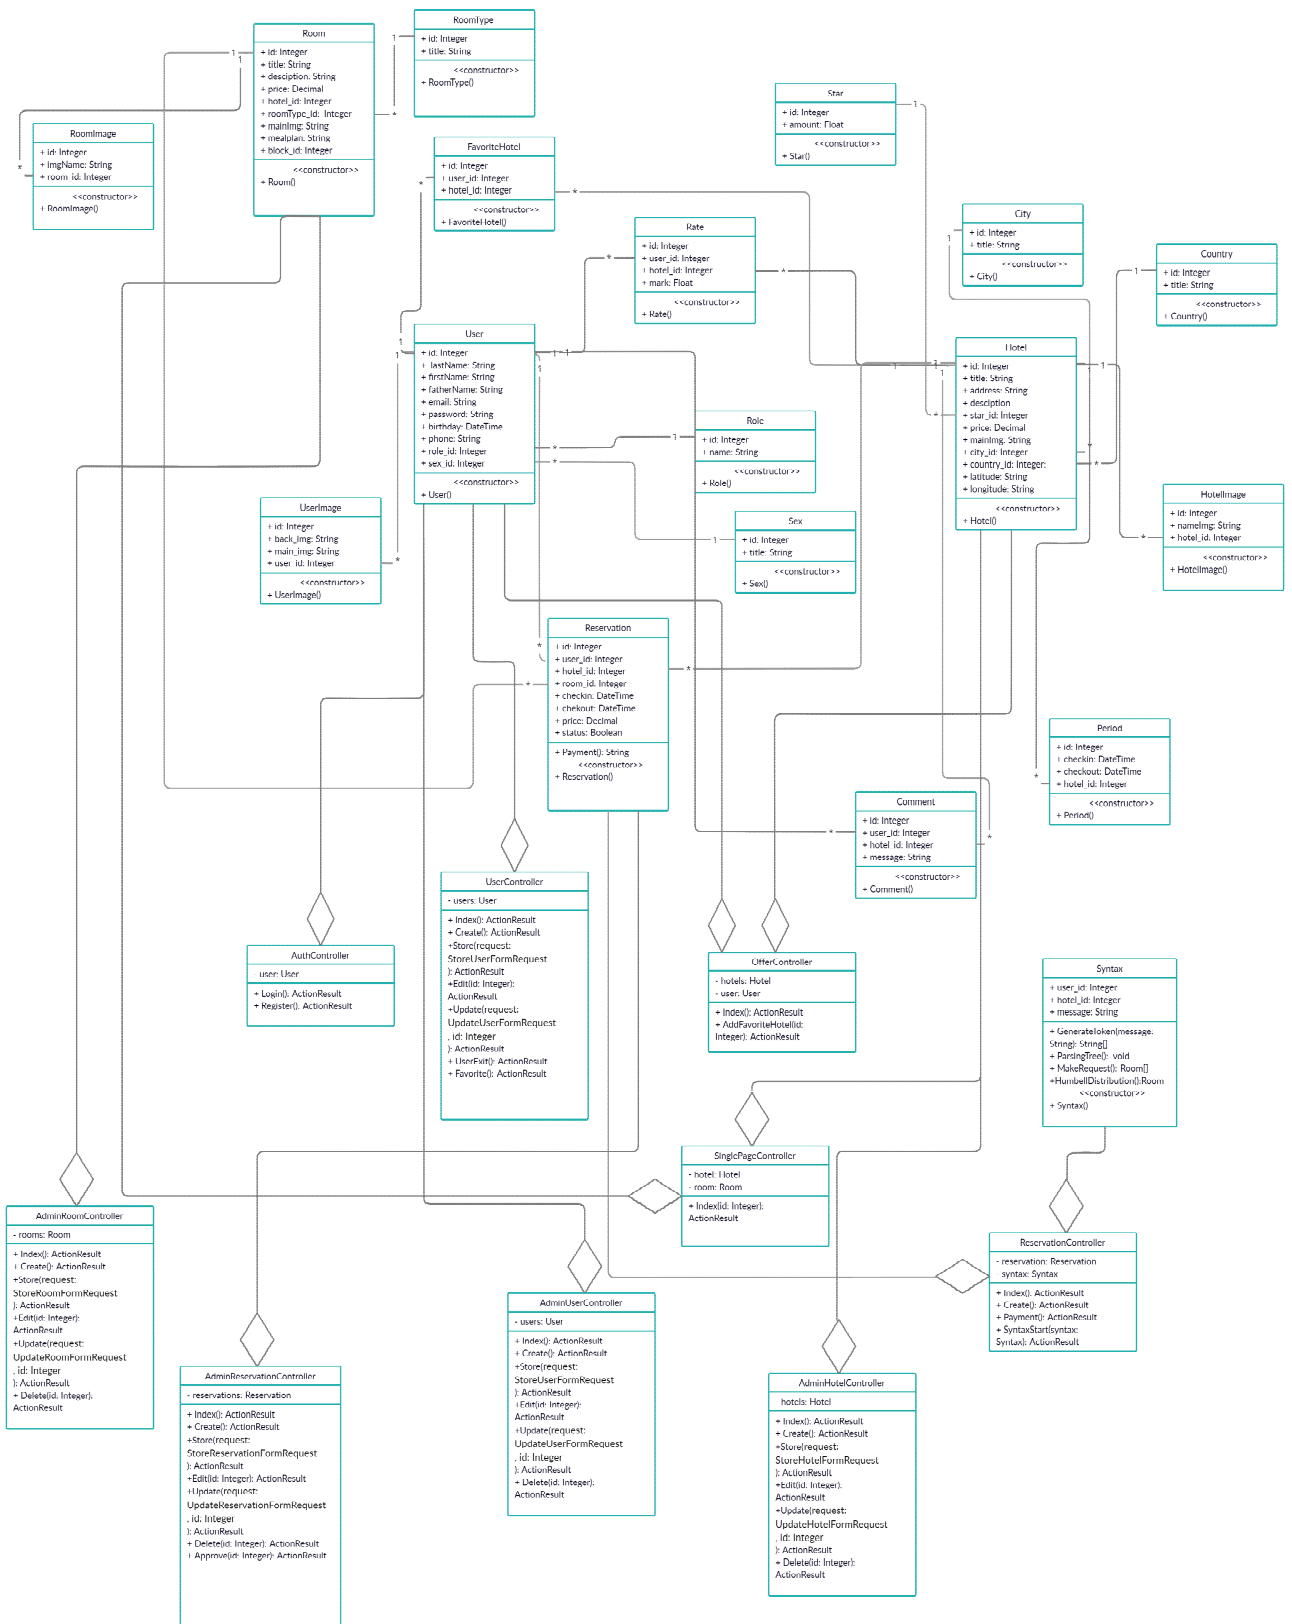 Room
+ id: Integer
+ title: String
+ desciption: String
+ price: Decimal
+ hotel_id: Integer
+ roomType_id: Integer
+ mainImg: String
+ mealplan: String
+ block_id: Integer
<<constructor>>
+ Room()
RoomType
+ id: Integer
+ title: String
<<constructor>>
+ RoomType()
1
1
1
*
*
RoomImage
+ id: Integer
+ imgName: String
+ room_id: Integer
<<constructor>>
+ RoomImage()
FavoriteHotel
+ id: Integer
+ user_id: Integer
+ hotel_id: Integer
<<constructor>>
+ FavoriteHotel()
*
*
Star
+ id: Integer
+ amount: Float
<<constructor>>
+ Star()
1
Rate
+ id: Integer
+ user_id: Integer
+ hotel_id: Integer
+ mark: Float
<<constructor>>
+ Rate()
*
*
City
+ id: Integer
+ title: String
<<constructor>>
+ City()
1
Country
+ id: Integer
+ title: String
<<constructor>>
+ Country()
1
User
+ id: Integer
+ lastName: String
+ firstName: String
+ fatherName: String
+ email: String
+ password: String
+ birthday: DateTime
+ phone: String
+ role_id: Integer
+ sex_id: Integer
<<constructor>>
+ User()
1
1
1
1
1
*
*
Hotel
+ id: Integer
+ title: String
+ address: String
+ desciption
+ star_id: Integer
+ price: Decimal
+ mainImg: String
+ city_id: Integer
+ country_id: Integer:
+ latitude: String
+ longitude: String
<<constructor>>
+ Hotel()
1
1
1
1
1
*
*
*
Role
+ id: Integer
+ name: String
<<constructor>>
+ Role()
1
UserImage
+ id: Integer
+ back_img: String
+ main_img: String
+ user_id: Integer
<<constructor>>
+ UserImage()
*
Sex
+ id: Integer
+ title: String
<<constructor>>
+ Sex()
1
HotelImage
+ id: Integer
+ nameImg: String
+ hotel_id: Integer
<<constructor>>
+ HotelImage()
*
Reservation
+ id: Integer
+ user_id: Integer
+ hotel_id: Integer
+ room_id: Integer
+ checkin: DateTime
+ chekout: DateTime
+ price: Decimal
+ status: Boolean
+ Payment(): String
<<constructor>>
+ Reservation()
*
*
*
Period
+ id: Integer
+ checkin: DateTime
+ checkout: DateTime
+ hotel_id: Integer
<<constructor>>
+ Period()
*
Comment
+ id: Integer
+ user_id: Integer
+ hotel_id: Integer
+ message: String
<<constructor>>
+ Comment()
*
*
UserController
- users: User
+ Index(): ActionResult
+ Create(): ActionResult
+Store(request:
StoreUserFormRequest
): ActionResult
+Edit(id: Integer):
ActionResult
+Update(request:
UpdateUserFormRequest
, id: Integer
): ActionResult
+ UserExit(): ActionResult
+ Favorite(): ActionResult
AuthController
- user: User
+ Login(): ActionResult
+ Register(): ActionResult
OfferController
- hotels: Hotel
- user: User
+ Index(): ActionResult
+ AddFavoriteHotel(id:
Integer): ActionResult
Syntax
+ user_id: Integer
+ hotel_id: Integer
+ message: String
+ GenerateToken(message:
String): String[]
+ ParsingTree(): void
+ MakeRequest(): Room[]
+HumbellDistribution():Room
<<constructor>>
+ Syntax()
SinglePageController
- hotel: Hotel
- room: Room
+ Index(id: Integer):
ActionResult
AdminRoomController
- rooms: Room
+ Index(): ActionResult
+ Create(): ActionResult
+Store(request:
StoreRoomFormRequest
): ActionResult
+Edit(id: Integer):
ActionResult
+Update(request:
UpdateRoomFormRequest
, id: Integer
): ActionResult
+ Delete(id: Integer):
ActionResult
ReservationController
- reservation: Reservation
syntax: Syntax
+ Index(): ActionResult
+ Create(): ActionResult
+ Payment(): ActionResult
+ SyntaxStart(syntax:
Syntax): ActionResult
AdminUserController
- users: User
+ Index(): ActionResult
+ Create(): ActionResult
+Store(request:
StoreUserFormRequest
): ActionResult
+Edit(id: Integer):
ActionResult
+Update(request:
UpdateUserFormRequest
, id: Integer
): ActionResult
+ Delete(id: Integer):
ActionResult
AdminReservationController
- reservations: Reservation
+ Index(): ActionResult
+ Create(): ActionResult
+Store(request:
StoreReservationFormRequest
): ActionResult
+Edit(id: Integer): ActionResult
+Update(request:
UpdateReservationFormRequest
, id: Integer
): ActionResult
+ Delete(id: Integer): ActionResult
+ Approve(id: Integer): ActionResult
AdminHotelController
hotels: Hotel
+ Index(): ActionResult
+ Create(): ActionResult
+Store(request:
StoreHotelFormRequest
): ActionResult
+Edit(id: Integer):
ActionResult
+Update(request:
UpdateHotelFormRequest
, id: Integer
): ActionResult
+ Delete(id: Integer):
ActionResult